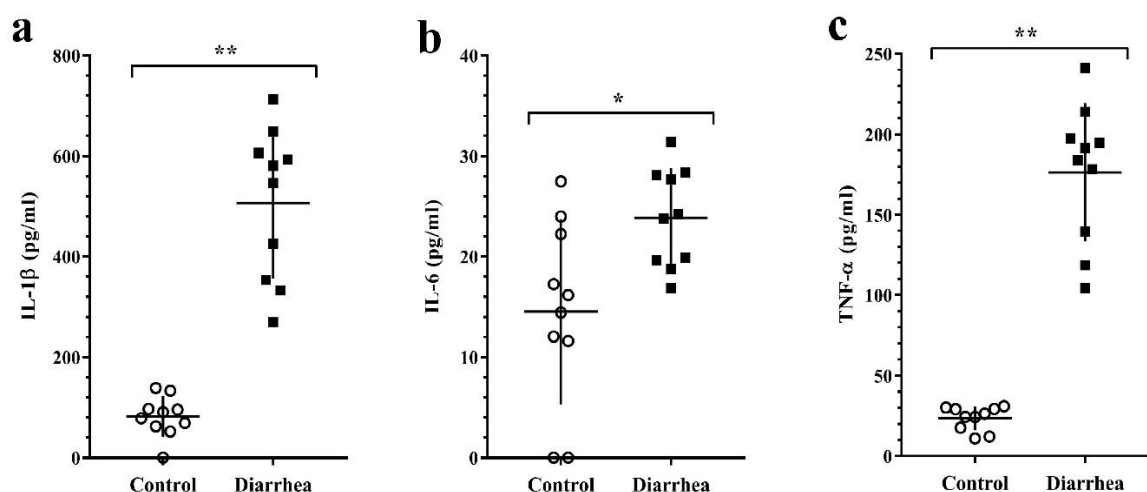 a
**
800
600
400
200
0
IL-1β (pg/ml)
Control Diarrhea
b
*
40
30
20
10
0
IL-6 (pg/ml)
Control Diarrhea
c
**
250
200
150
100
50
0
TNF-α (pg/ml)
Control Diarrhea